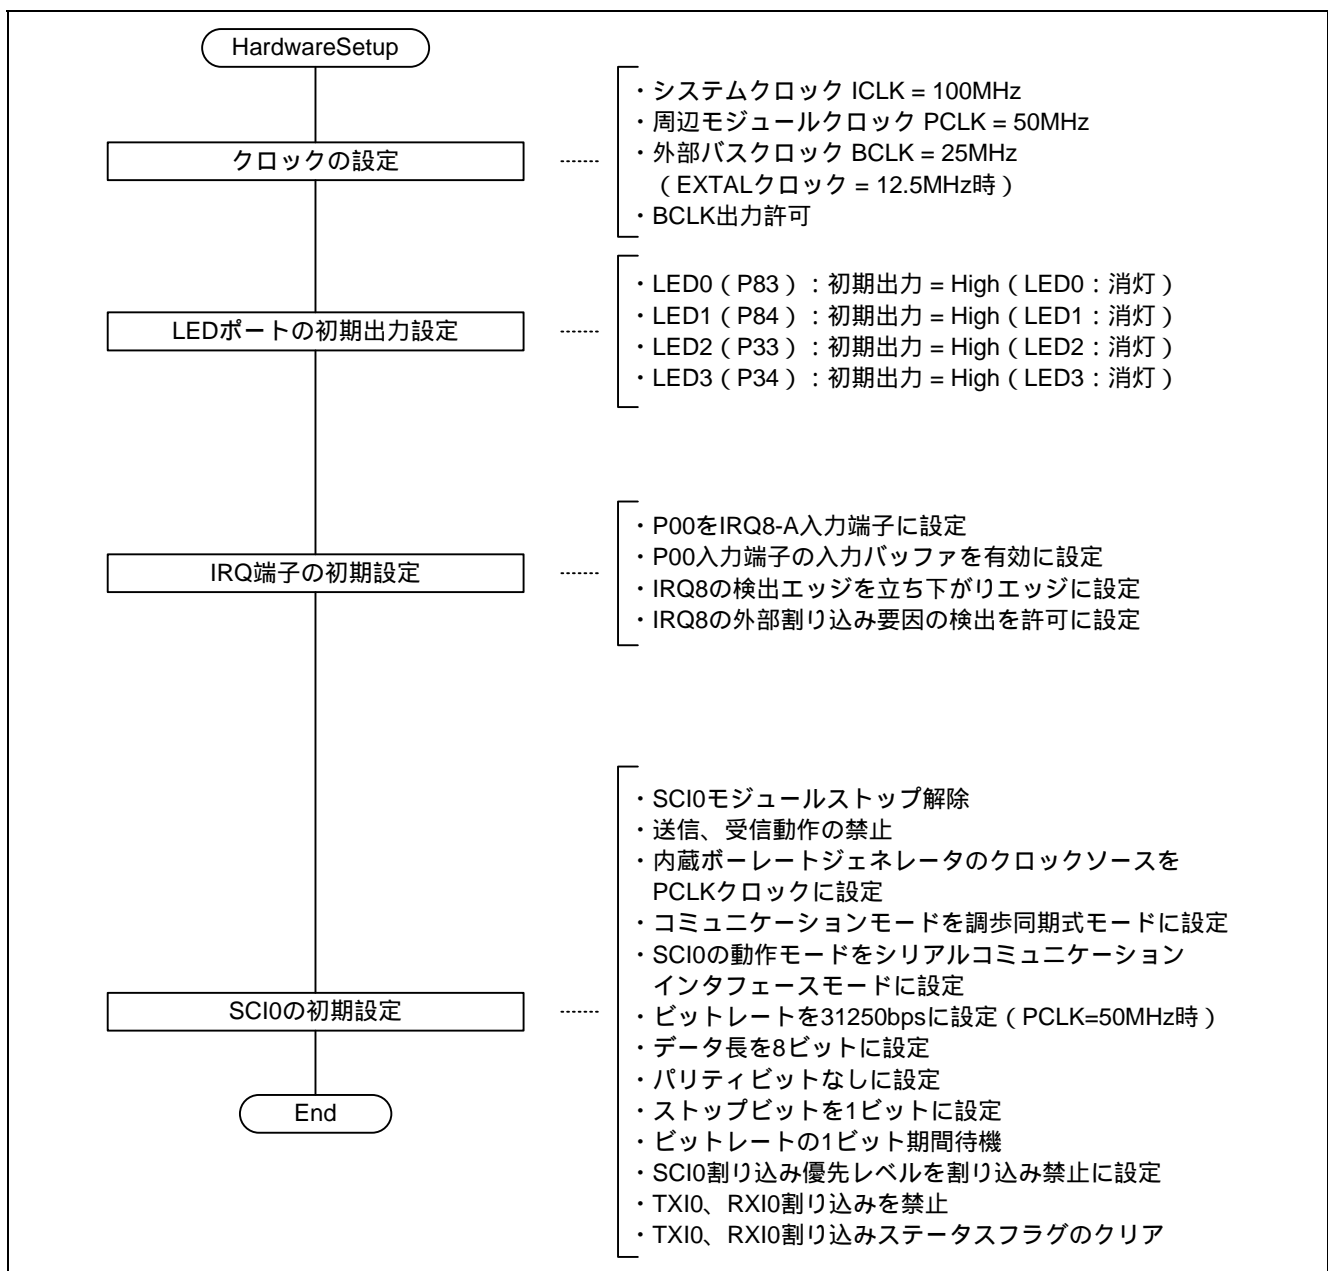 HardwareSetup
クロックの設定
・システムクロック ICLK = 100MHz
・周辺モジュールクロック PCLK = 50MHz
・外部バスクロック BCLK = 25MHz
（EXTALクロック = 12.5MHz時）
・BCLK出力許可
LEDポートの初期出力設定
・LED0（P83）：初期出力 = High（LED0：消灯）
・LED1（P84）：初期出力 = High（LED1：消灯）
・LED2（P33）：初期出力 = High（LED2：消灯）
・LED3（P34）：初期出力 = High（LED3：消灯）
IRQ端子の初期設定
・P00をIRQ8-A入力端子に設定
・P00入力端子の入力バッファを有効に設定
・IRQ8の検出エッジを立ち下がりエッジに設定
・IRQ8の外部割り込み要因の検出を許可に設定
SCI0の初期設定
・SCI0モジュールストップ解除
・送信、受信動作の禁止
・内蔵ボーレートジェネレータのクロックソースを
PCLKクロックに設定
・コミュニケーションモードを調歩同期式モードに設定
・SCI0の動作モードをシリアルコミュニケーション
インタフェースモードに設定
・ビットレートを31250bpsに設定（PCLK=50MHz時）
・データ長を8ビットに設定
・パリティビットなしに設定
・ストップビットを1ビットに設定
・ビットレートの1ビット期間待機
・SCI0割り込み優先レベルを割り込み禁止に設定
・TXI0、RXI0割り込みを禁止
・TXI0、RXI0割り込みステータスフラグのクリア
End